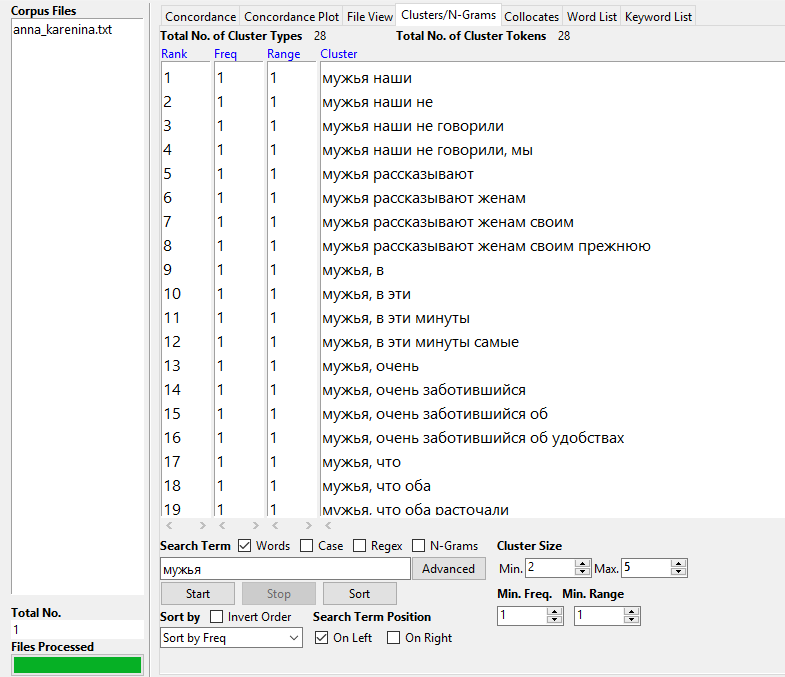 Corpus Files
anna_karenina.txt
Total No.
1
Files Processed
Concordance Concordance Plot File View Clusters/N-Grams Collocates Word List Keyword List
Total No. of Cluster Types 28 Total No. of Cluster Tokens 28
Rank Freq Range Cluster
1 1 1 мужья наши
2 1 1 мужья наши не
3 1 1 мужья наши не говорили
4 1 1 мужья наши не говорили, мы
5 1 1 мужья рассказывают
6 1 1 мужья рассказывают женам
7 1 1 мужья рассказывают женам своим
8 1 1 мужья рассказывают женам своим прежнюю
9 1 1 мужья, в
10 1 1 мужья, в эти
11 1 1 мужья, в эти минуты
12 1 1 мужья, в эти минуты самые
13 1 1 мужья, очень
14 1 1 мужья, очень заботившийся
15 1 1 мужья, очень заботившийся об
16 1 1 мужья, очень заботившийся об удобствах
17 1 1 мужья, что
18 1 1 мужья, что оба
19 1 1 мужья, что оба расточали
Search Term Words Case Regex N-Grams Cluster Size
мужья Advanced Min. 2 Max. 5
Start Stop Sort Min. Freq. Min. Range
Sort by Invert Order Search Term Position 1 1
Sort by Freq On Left On Right